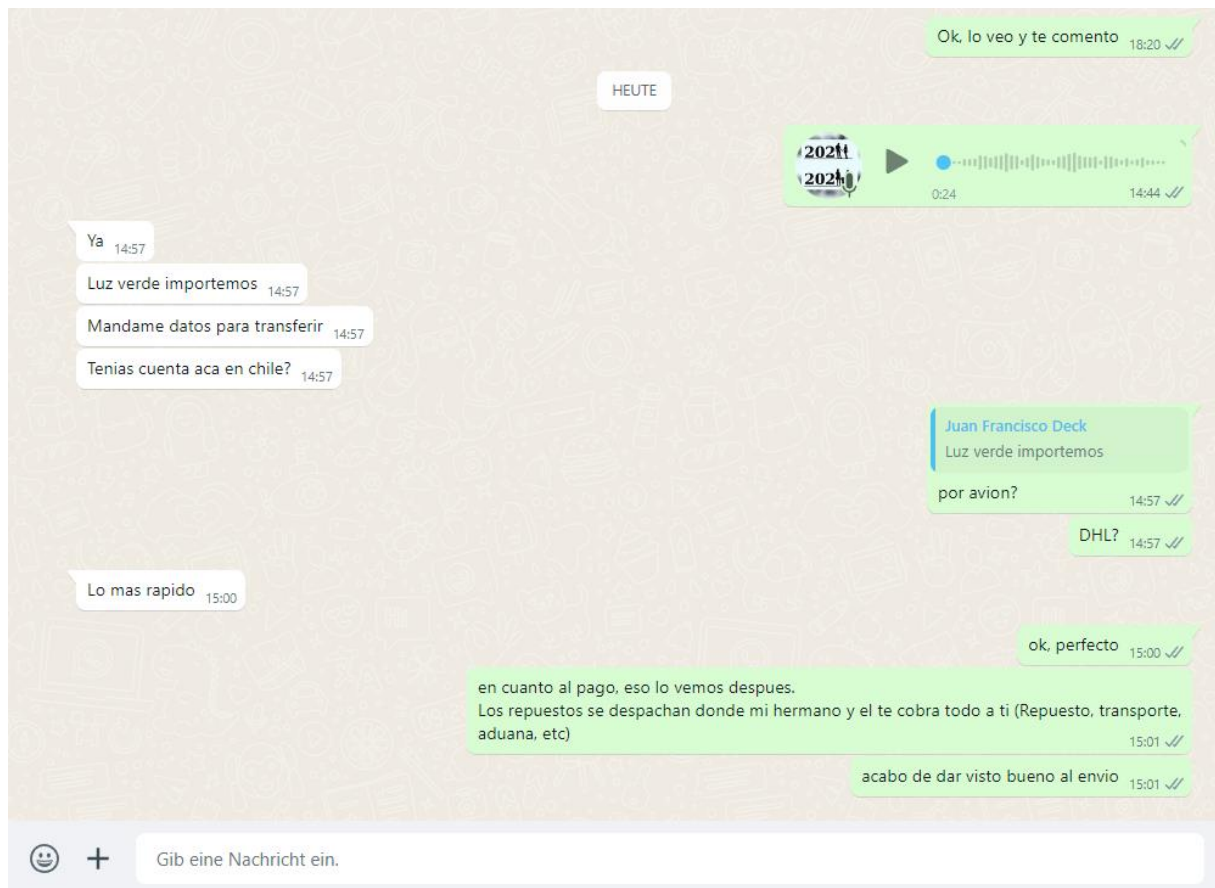 Ok, lo veo y te comento 18:20
HEUTE
2021
2021
0:24 14:44
Ya 14:57
Luz verde importemos 14:57
Mandame datos para transferir 14:57
Tenias cuenta aca en chile? 14:57
Juan Francisco Deck
Luz verde importemos
por avion? 14:57
DHL? 14:57
Lo mas rapido 15:00
ok, perfecto 15:00
en cuanto al pago, eso lo vemos despues.
Los repuestos se despachan donde mi hermano y el te cobra todo a ti (Repuesto, transporte,
aduana, etc) 15:01
acabo de dar visto bueno al envio 15:01
Gib eine Nachricht ein.